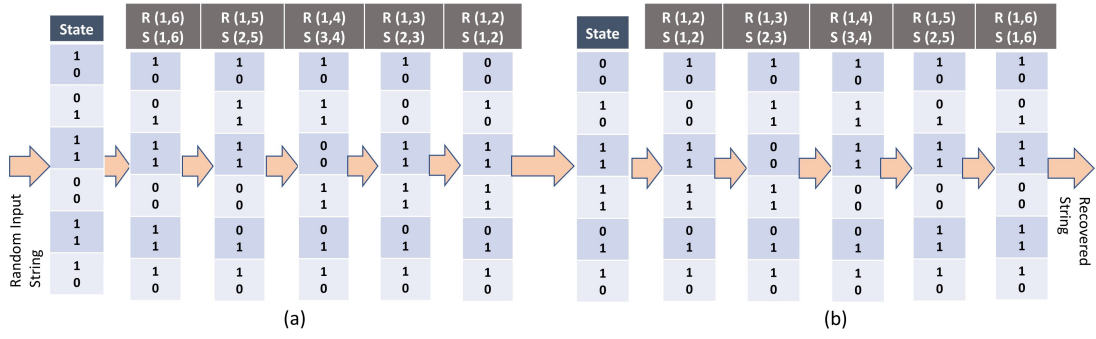 R (1,6) R (1,5) R (1,4) R (1,3) R (1,2) R (1,2) R (1,3) R (1,4) R (1,5) R (1,6)
State S (1,6) S (2,5) S (3,4) S (2,3) S (1,2) State S (1,2) S (2,3) S (3,4) S (2,5) S (1,6)
1 1 1 1 1 0 0 1 1 1 1 1
0 0 0 0 0 0 0 0 0 0 0 0
0 0 1 1 0 1 1 0 1 1 0 0
1 1 1 1 0 0 0 0 1 1 1 1
1 1 1 0 1 1 1 1 0 1 1 1
1 1 1 0 1 1 1 1 0 1 1 1
0 0 0 1 1 1 1 1 1 0 0 0
0 0 0 1 1 1 1 1 1 0 0 0
1 1 0 0 0 0 0 0 0 0 1 1
1 1 1 1 1 1 1 1 1 1 1 1
1 1 1 1 1 1 1 1 1 1 1 1
0 0 0 0 0 0 0 0 0 0 0 0
Random Input
String
Recovered
String
(a)
(b)